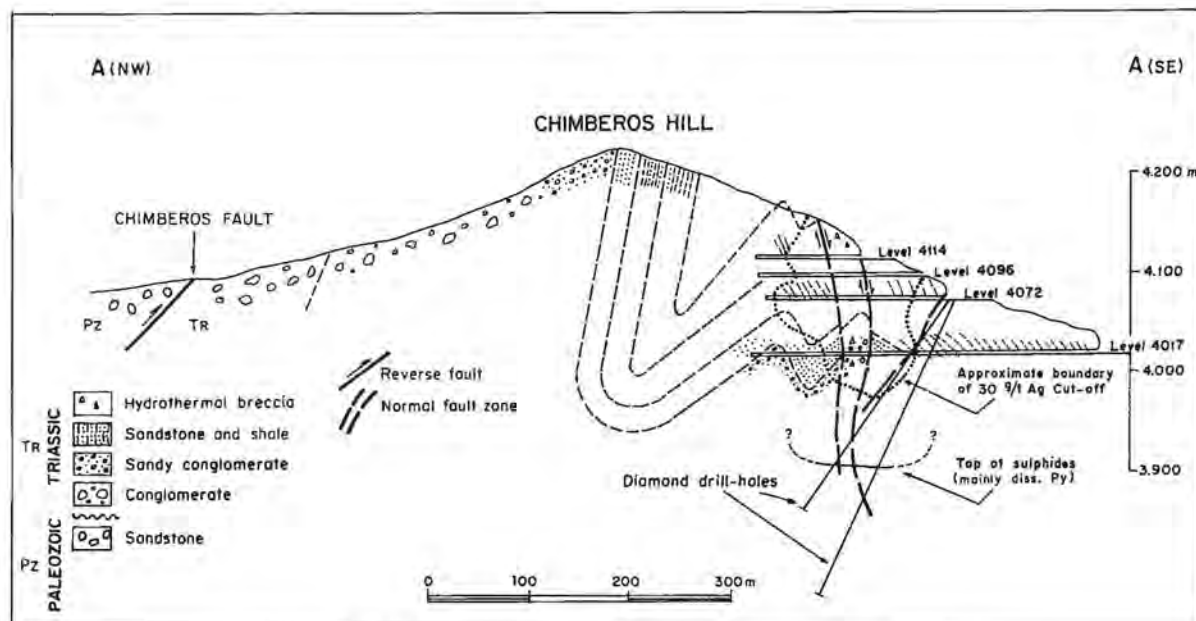 A (NW)
A (SE)
CHIMBEROS HILL
CHIMBEROS FAULT
Pz
TR
4.200 m
4.100
4.000
3.900
Level 4114
Level 4096
Level 4072
Level 4017
Approximate boundary
of 30 g/t Ag Cut-off
?
?
Top of sulphides
(mainly diss. Py)
Diamond drill-holes
Reverse fault
Normal fault zone
TR
TRIASSIC
Hydrothermal breccia
Sandstone and shale
Sandy conglomerate
Conglomerate
Pz
PALEOZOIC
Sandstone
0 100 200 300 m